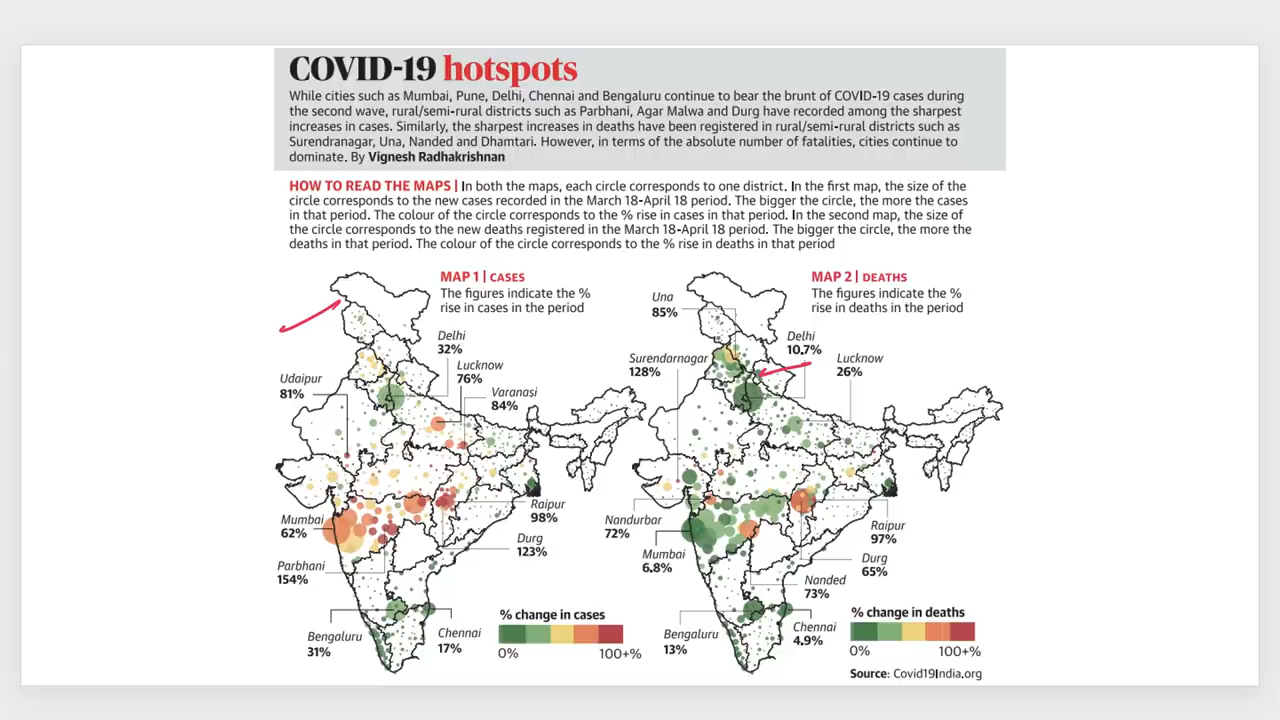 COVID-19 hotspots
While cities such as Mumbai, Pune, Delhi, Chennai and Bengaluru continue to bear the brunt of COVID-19 cases during
the second wave, rural/semi-rural districts such as Parbhani, Agar Malwa and Durg have recorded among the sharpest
increases in cases. Similarly, the sharpest increases in deaths have been registered in rural/semi-rural districts such as
Surendranagar, Una, Nanded and Dhamtari. However, in terms of the absolute number of fatalities, cities continue to
dominate. By Vignesh Radhakrishnan
HOW TO READ THE MAPS | In both the maps, each circle corresponds to one district. In the first map, the size of the
circle corresponds to the new cases recorded in the March 18-April 18 period. The bigger the circle, the more the cases
in that period. The colour of the circle corresponds to the % rise in cases in that period. In the second map, the size of
the circle corresponds to the new deaths registered in the March 18-April 18 period. The bigger the circle, the more the
deaths in that period. The colour of the circle corresponds to the % rise in deaths in that period
MAP 1 | CASES
The figures indicate the %
rise in cases in the period
Delhi
32%
Lucknow
76%
Udaipur
81%
Varanasi
84%
Mumbai
62%
Raipur
98%
Durg
123%
Parbhani
154%
Bengaluru
31%
Chennai
17%
% change in cases
0%
100+%
MAP 2 | DEATHS
The figures indicate the %
rise in deaths in the period
Una
85%
Delhi
10.7%
Surendarnagar
128%
Lucknow
26%
Nandurbar
72%
Raipur
97%
Mumbai
6.8%
Durg
65%
Nanded
73%
Bengaluru
13%
Chennai
4.9%
% change in deaths
0%
100+%
Source: Covid19India.org